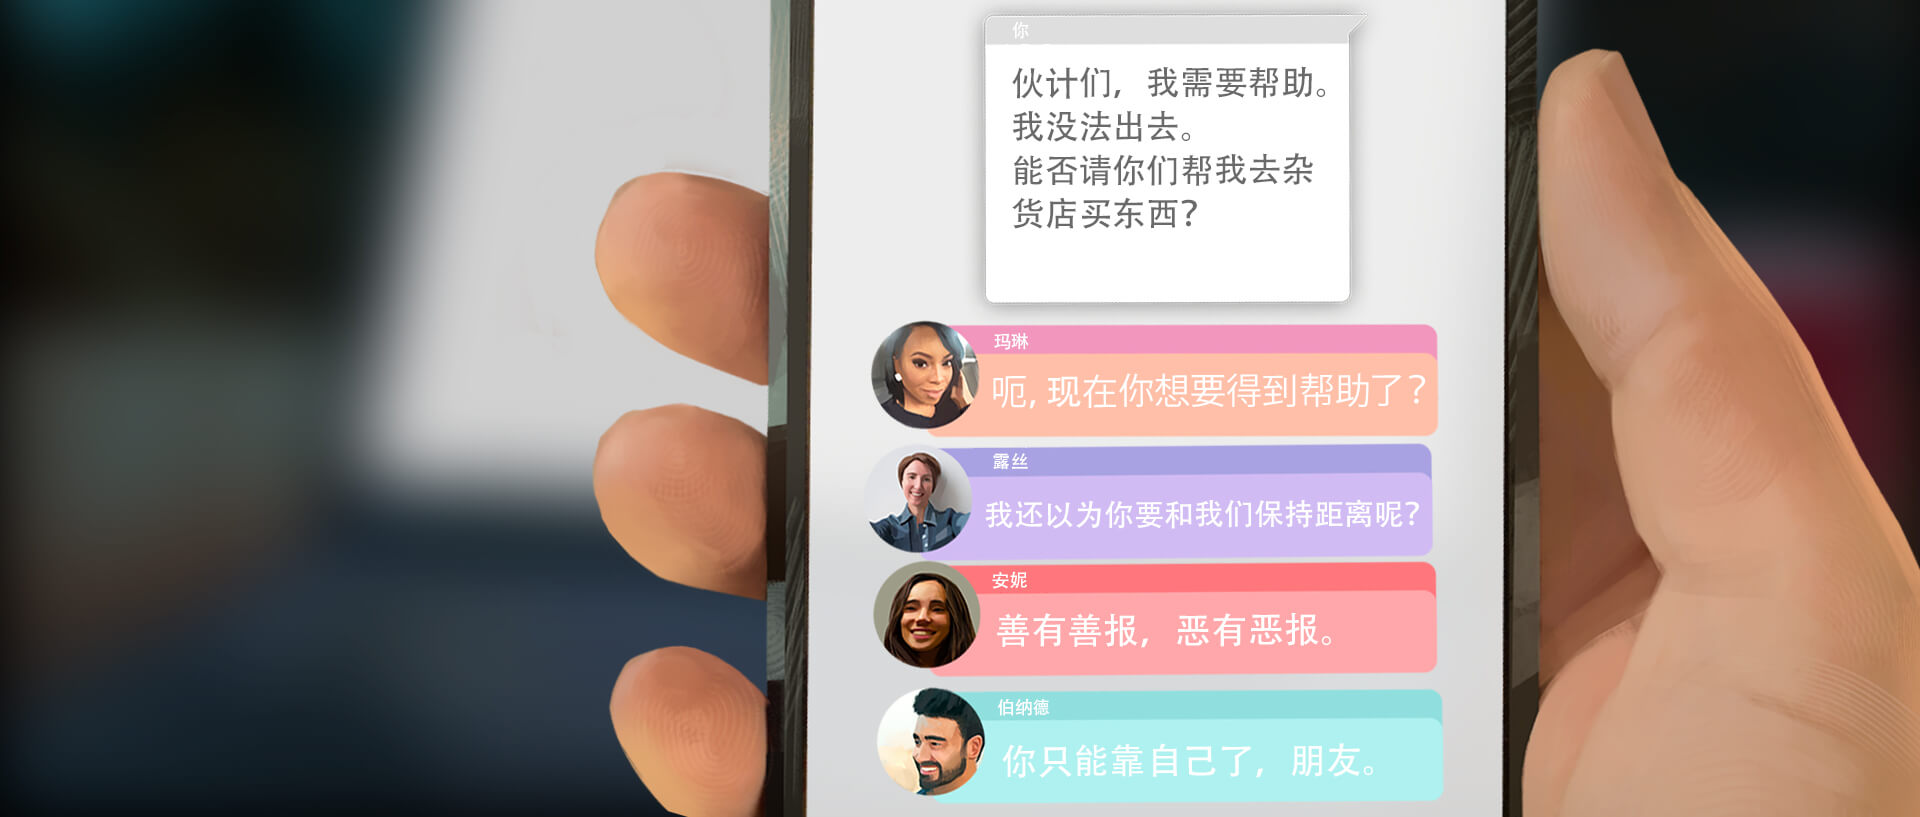 你
伙计们，我需要帮助。
我没法出去。
能否请你们帮我去杂
货店买东西？
玛琳
呃, 现在你想要得到帮助了？
露丝
我还以为你要和我们保持距离呢？
安妮
善有善报，恶有恶报。
伯纳德
你只能靠自己了，朋友。